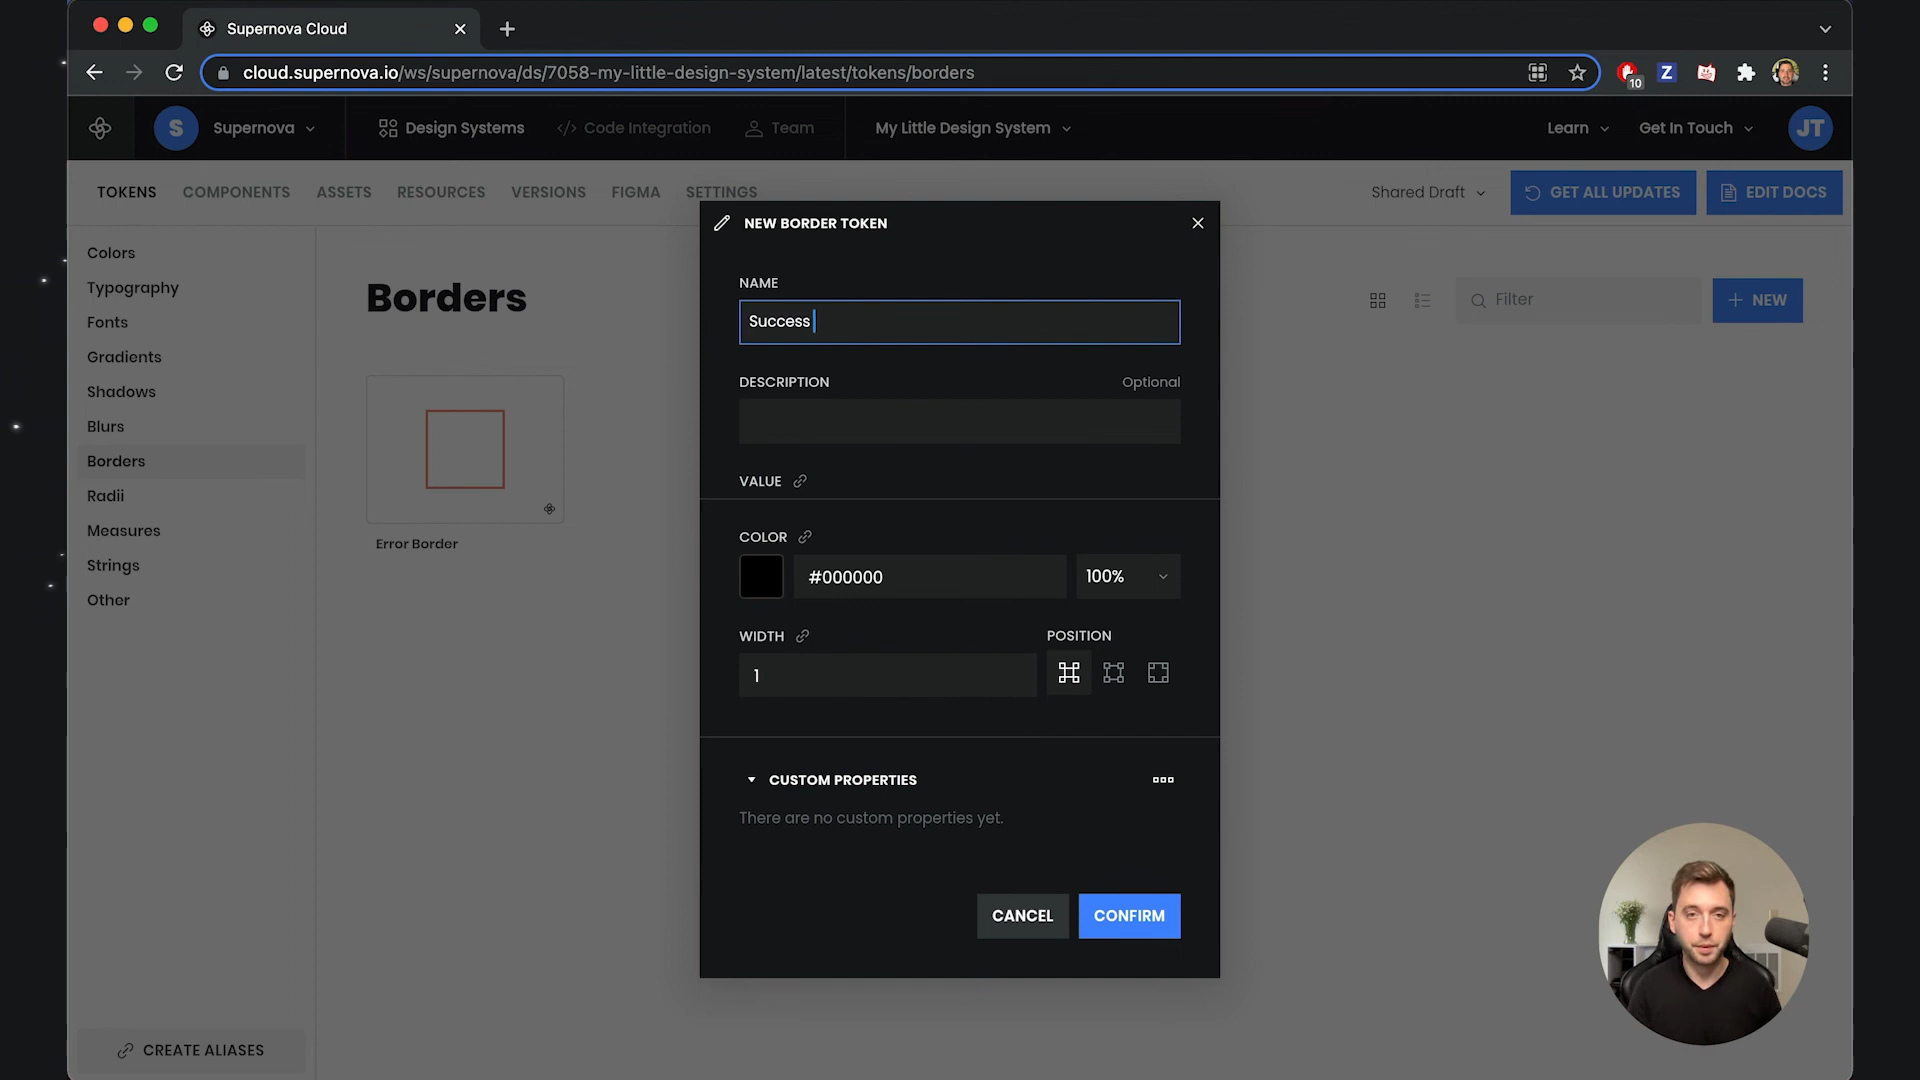 Supernova Cloud
cloud.supernova.io/ws/supernova/ds/7058-my-little-design-system/latest/tokens/borders
10
Z
S
Supernova
Design Systems
</> Code Integration
Team
My Little Design System
Learn
Get In Touch
JT
TOKENS
COMPONENTS
ASSETS
RESOURCES
VERSIONS
FIGMA
SETTINGS
Shared Draft
GET ALL UPDATES
EDIT DOCS
Colors
Typography
Fonts
Gradients
Shadows
Blurs
Borders
Radii
Measures
Strings
Other
CREATE ALIASES
Borders
Filter
NEW
Error Border
NEW BORDER TOKEN
NAME
Success
DESCRIPTION
Optional
VALUE
COLOR
#000000
100%
WIDTH
POSITION
1
CUSTOM PROPERTIES
There are no custom properties yet.
CANCEL
CONFIRM